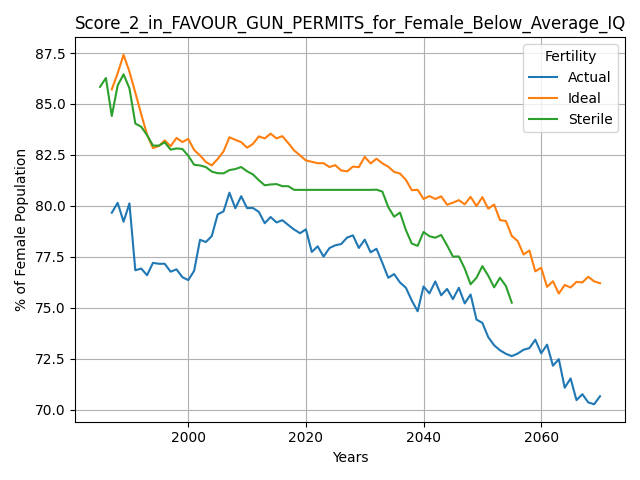 Score_2_in_FAVOUR_GUN_PERMITS_for_Female_Below_Average_IQ
87.5
85.0
82.5
80.0
77.5
75.0
72.5
70.0
% of Female Population
Fertility
Actual
Ideal
Sterile
2000
2020
2040
2060
Years